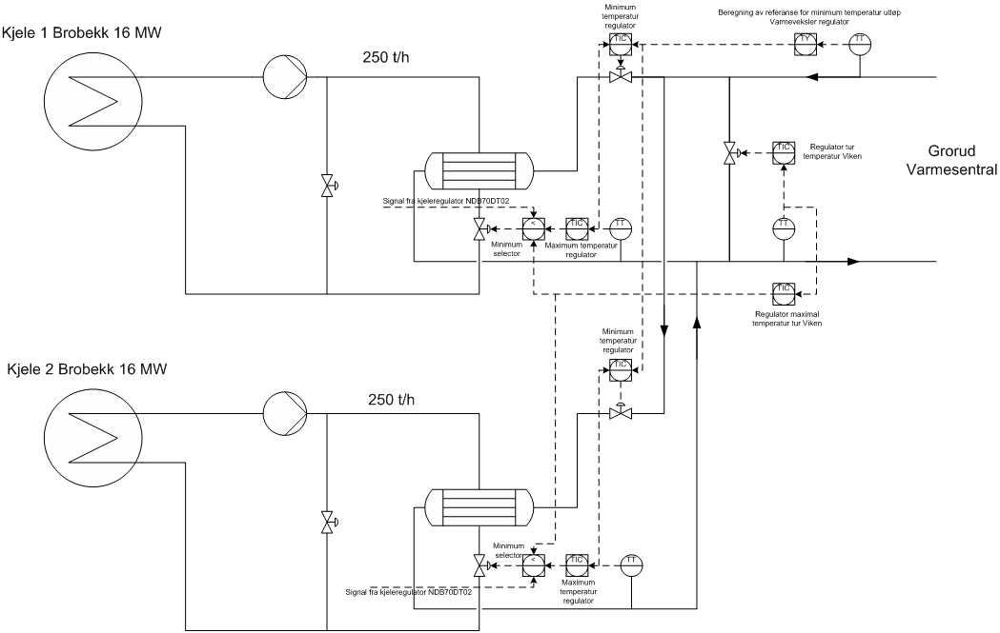 Minimum
temperatur
regulator
Beregning av referanse for minimum temperatur utløp
Varmeveksler regulator
Kjele 1 Brobekk 16 MW
TIC
TY
TT
250 t/h
TIC
Regulator tur
temperatur Viken
Grorud
Varmesentral
Signal fra kjeleregulator NDB70DT02
<
TIC
TT
TT
Minimum
selector
Maximum temperatur
regulator
TIC
Regulator maximal
temperatur tur Viken
Minimum
temperatur
regulator
Kjele 2 Brobekk 16 MW
TIC
250 t/h
Minimum
selector
<
TIC
TT
Maximum
temperatur
regulator
Signal fra kjeleregulator NDB70DT02